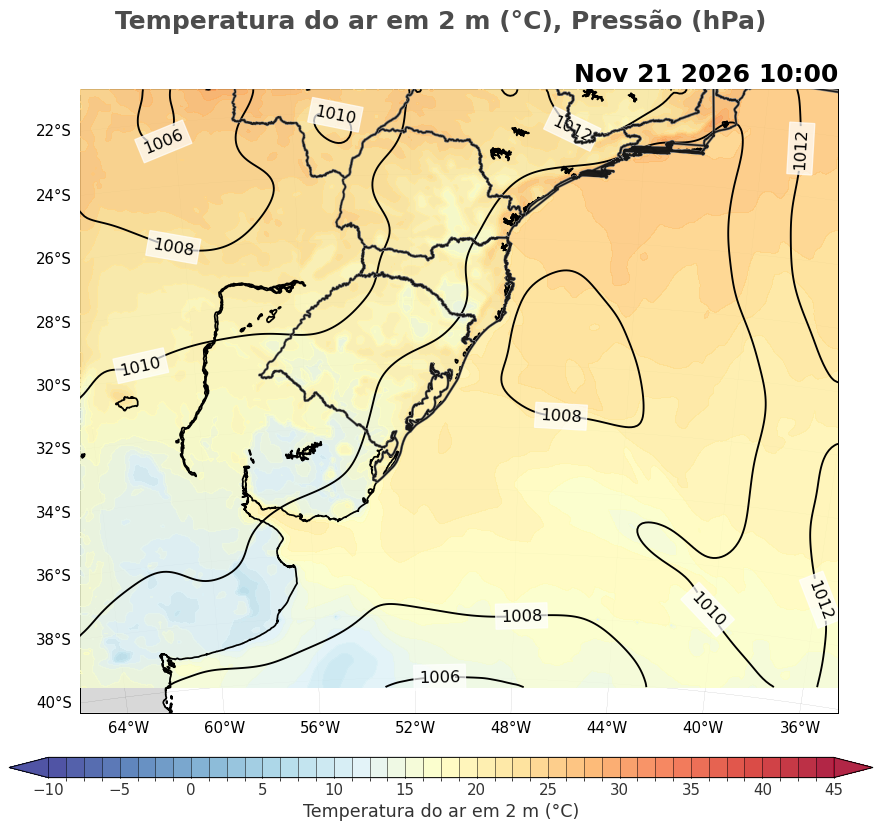 Temperatura do ar em 2 m (°C), Pressão (hPa)
Nov 21 2026 10:00
1010
1006
1012
1012
22°S
24°S
1008
26°S
28°S
1010
30°S
1008
32°S
34°S
36°S
1012
1010
1008
38°S
1006
40°S
64°W 60°W 56°W 52°W 48°W 44°W 40°W 36°W
−10 −5 0 5 10 15 20 25 30 35 40 45
Temperatura do ar em 2 m (°C)